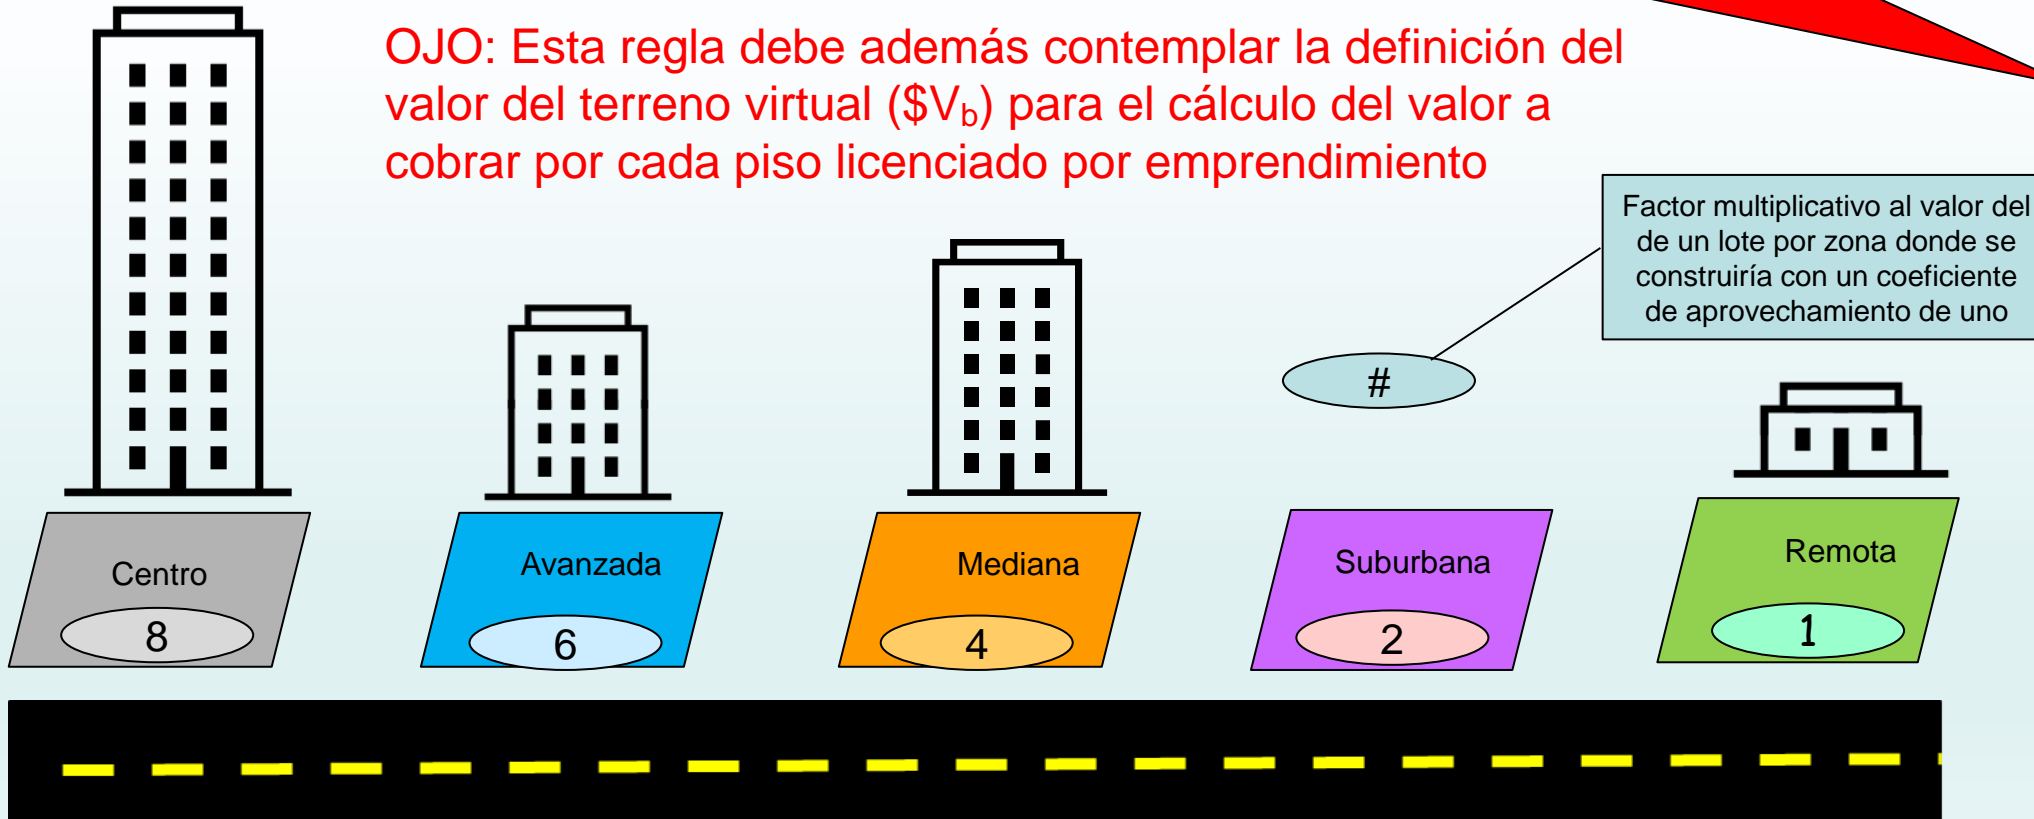 OJO: Esta regla debe además contemplar la definición del
valor del terreno virtual ($Vb) para el cálculo del valor a
cobrar por cada piso licenciado por emprendimiento
Factor multiplicativo al valor del
de un lote por zona donde se
construiría con un coeficiente
de aprovechamiento de uno
#
Centro
8
Avanzada
6
Mediana
4
Suburbana
2
Remota
1